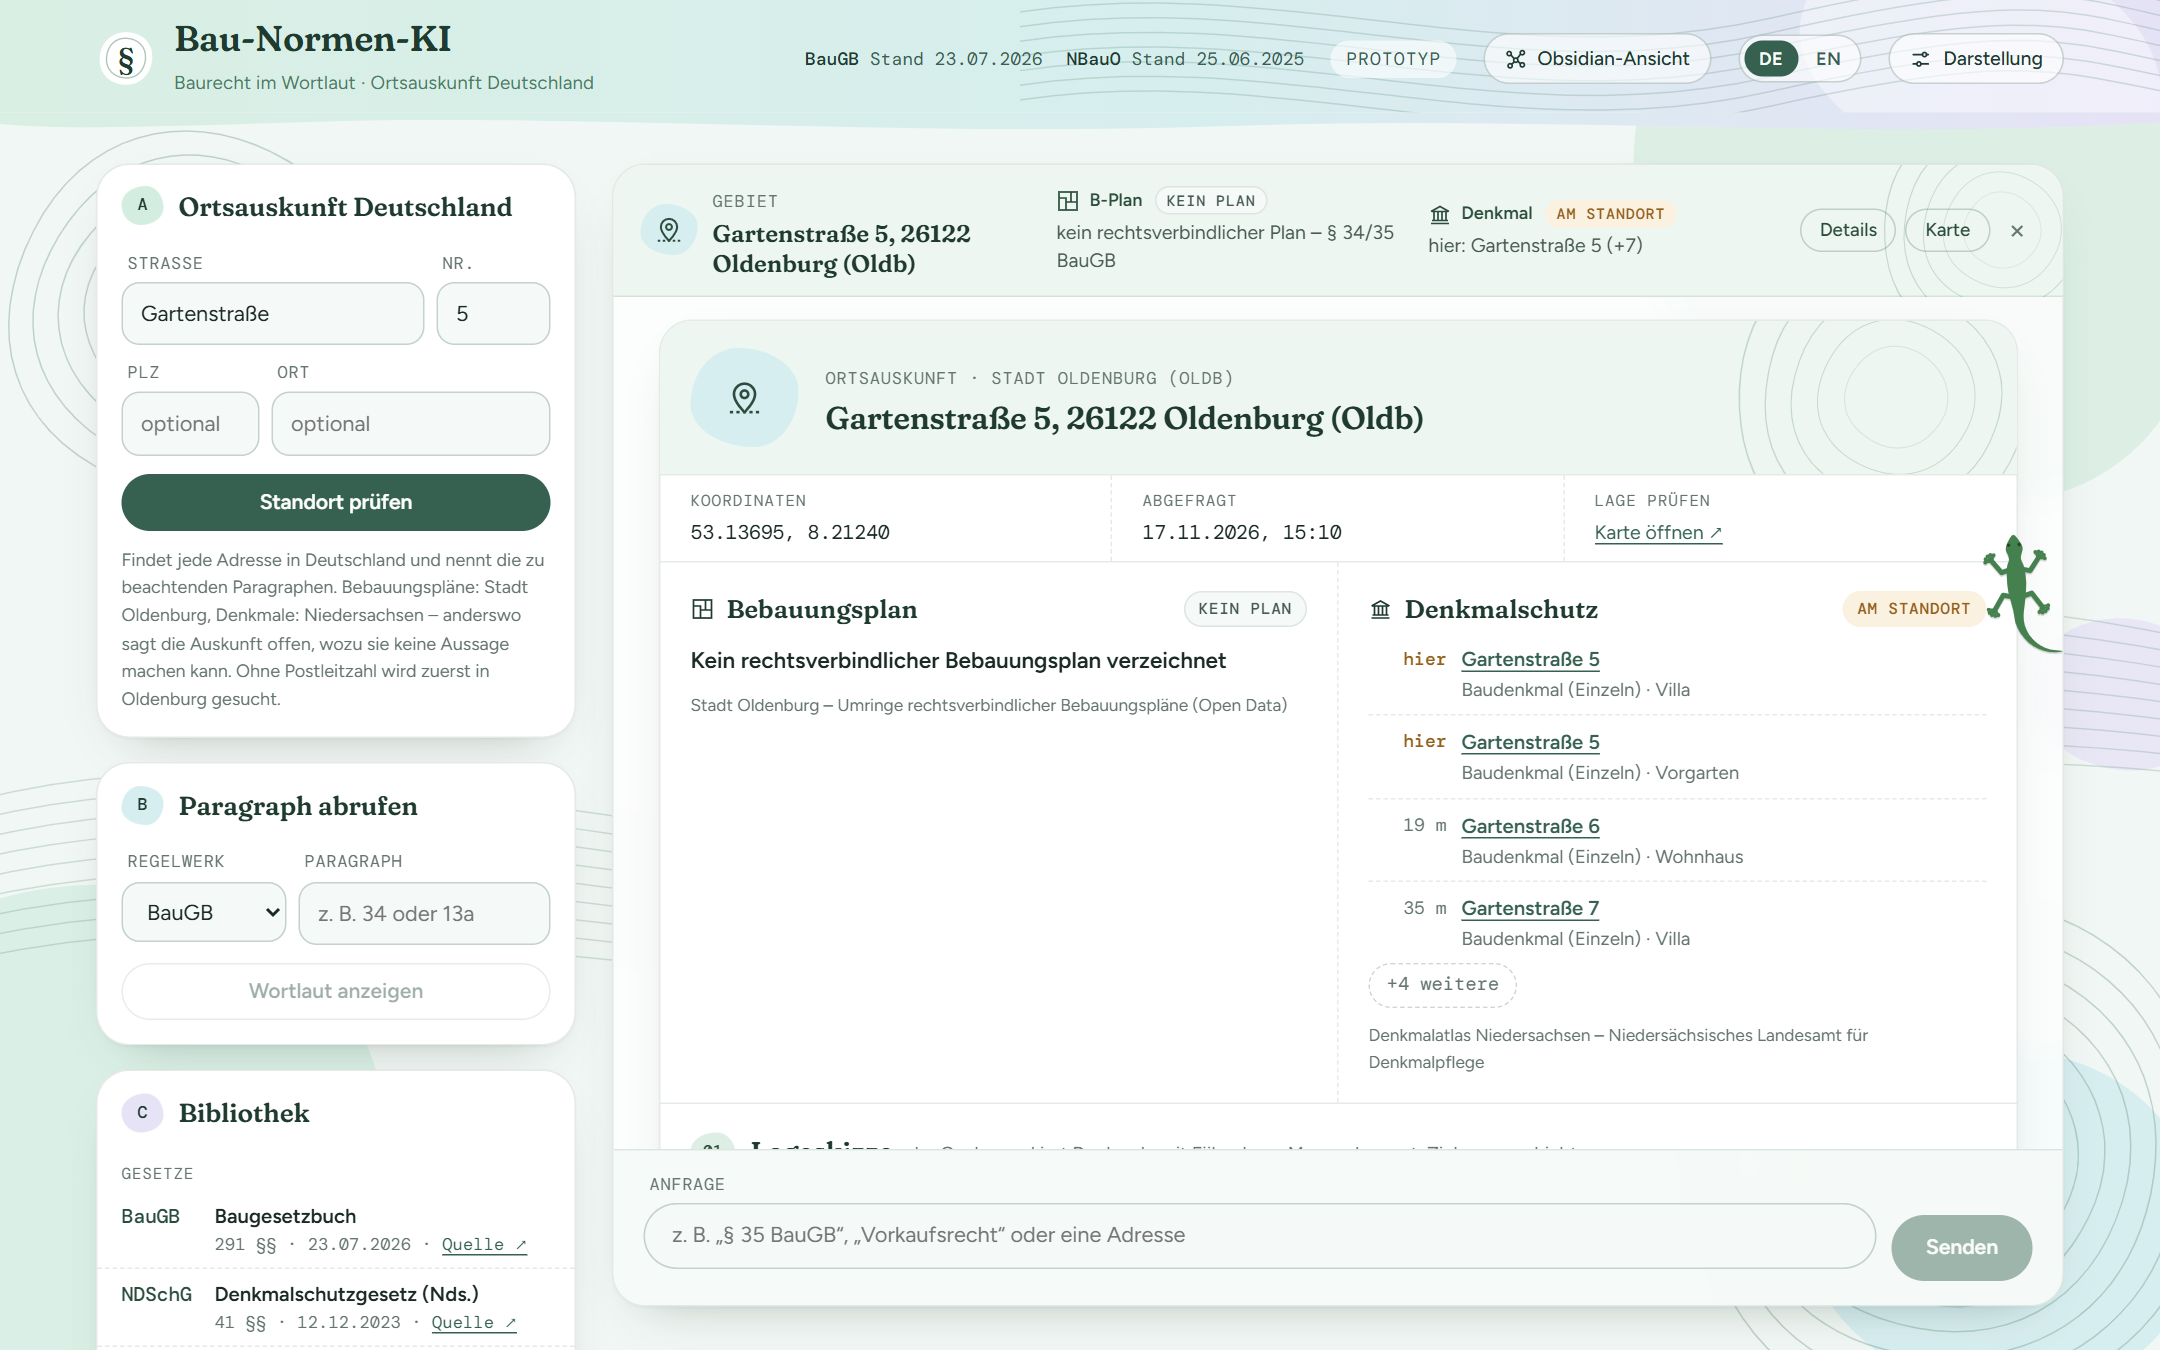 §
Bau-Normen-KI
Baurecht im Wortlaut · Ortsauskunft Deutschland
BauGB Stand 23.07.2026 NBauO Stand 25.06.2025
PROTOTYP
Obsidian-Ansicht
DE EN
Darstellung
A Ortsauskunft Deutschland
STRASSE NR.
Gartenstraße 5
PLZ ORT
optional optional
Standort prüfen
Findet jede Adresse in Deutschland und nennt die zu
beachtenden Paragraphen. Bebauungspläne: Stadt
Oldenburg, Denkmale: Niedersachsen – anderswo
sagt die Auskunft offen, wozu sie keine Aussage
machen kann. Ohne Postleitzahl wird zuerst in
Oldenburg gesucht.
B Paragraph abrufen
REGELWERK PARAGRAPH
BauGB z. B. 34 oder 13a
Wortlaut anzeigen
C Bibliothek
GESETZE
BauGB Baugesetzbuch
291 §§ · 23.07.2026 · Quelle ↗
NDSchG Denkmalschutzgesetz (Nds.)
41 §§ · 12.12.2023 · Quelle ↗
GEBIET
Gartenstraße 5, 26122
Oldenburg (Oldb)
B-Plan KEIN PLAN
kein rechtsverbindlicher Plan – § 34/35
BauGB
Denkmal AM STANDORT
hier: Gartenstraße 5 (+7)
Details Karte ×
ORTSAUSKUNFT · STADT OLDENBURG (OLDB)
Gartenstraße 5, 26122 Oldenburg (Oldb)
KOORDINATEN
53.13695, 8.21240
ABGEFRAGT
17.11.2026, 15:10
LAGE PRÜFEN
Karte öffnen ↗
Bebauungsplan KEIN PLAN
Kein rechtsverbindlicher Bebauungsplan verzeichnet
Stadt Oldenburg – Umringe rechtsverbindlicher Bebauungspläne (Open Data)
Denkmalschutz AM STANDORT
hier Gartenstraße 5
Baudenkmal (Einzeln) · Villa
hier Gartenstraße 5
Baudenkmal (Einzeln) · Vorgarten
19 m Gartenstraße 6
Baudenkmal (Einzeln) · Wohnhaus
35 m Gartenstraße 7
Baudenkmal (Einzeln) · Villa
+4 weitere
Denkmalatlas Niedersachsen – Niedersächsisches Landesamt für
Denkmalpflege
01 Lageskizze
ANFRAGE
z. B. „§ 35 BauGB“, „Vorkaufsrecht“ oder eine Adresse
Senden